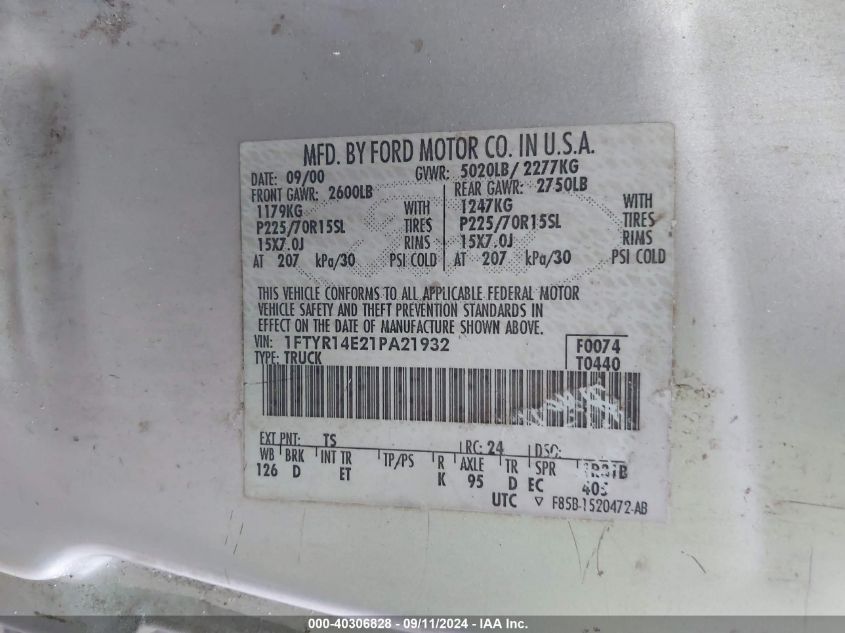 MFD. BY FORD MOTOR CO. IN U.S.A.
DATE: 09/00 GVWR: 5020LB/ 2277KG
FRONT GAWR: 2600LB REAR GAWR: 2750LB
1179KG WITH 1247KG WITH
P225/70R15SL TIRES P225/70R15SL TIRES
15X7.0J RIMS 15X7.0J RIMS
AT 207 kPa/30 PSI COLD AT 207 kPa/30 PSI COLD
THIS VEHICLE CONFORMS TO ALL APPLICABLE FEDERAL MOTOR
VEHICLE SAFETY AND THEFT PREVENTION STANDARDS IN
EFFECT ON THE DATE OF MANUFACTURE SHOWN ABOVE.
VIN: 1FTYR14E21PA21932 F0074
TYPE: TRUCK T0440
EXT PNT: TS RC: 24 DSO:
WB BRK INT TR TP/PS R AXLE TR SPR
126 D ET K 95 D EC 405
UTC F85B-1520472-AB
000-40306828 - 09/11/2024 - IAA Inc.